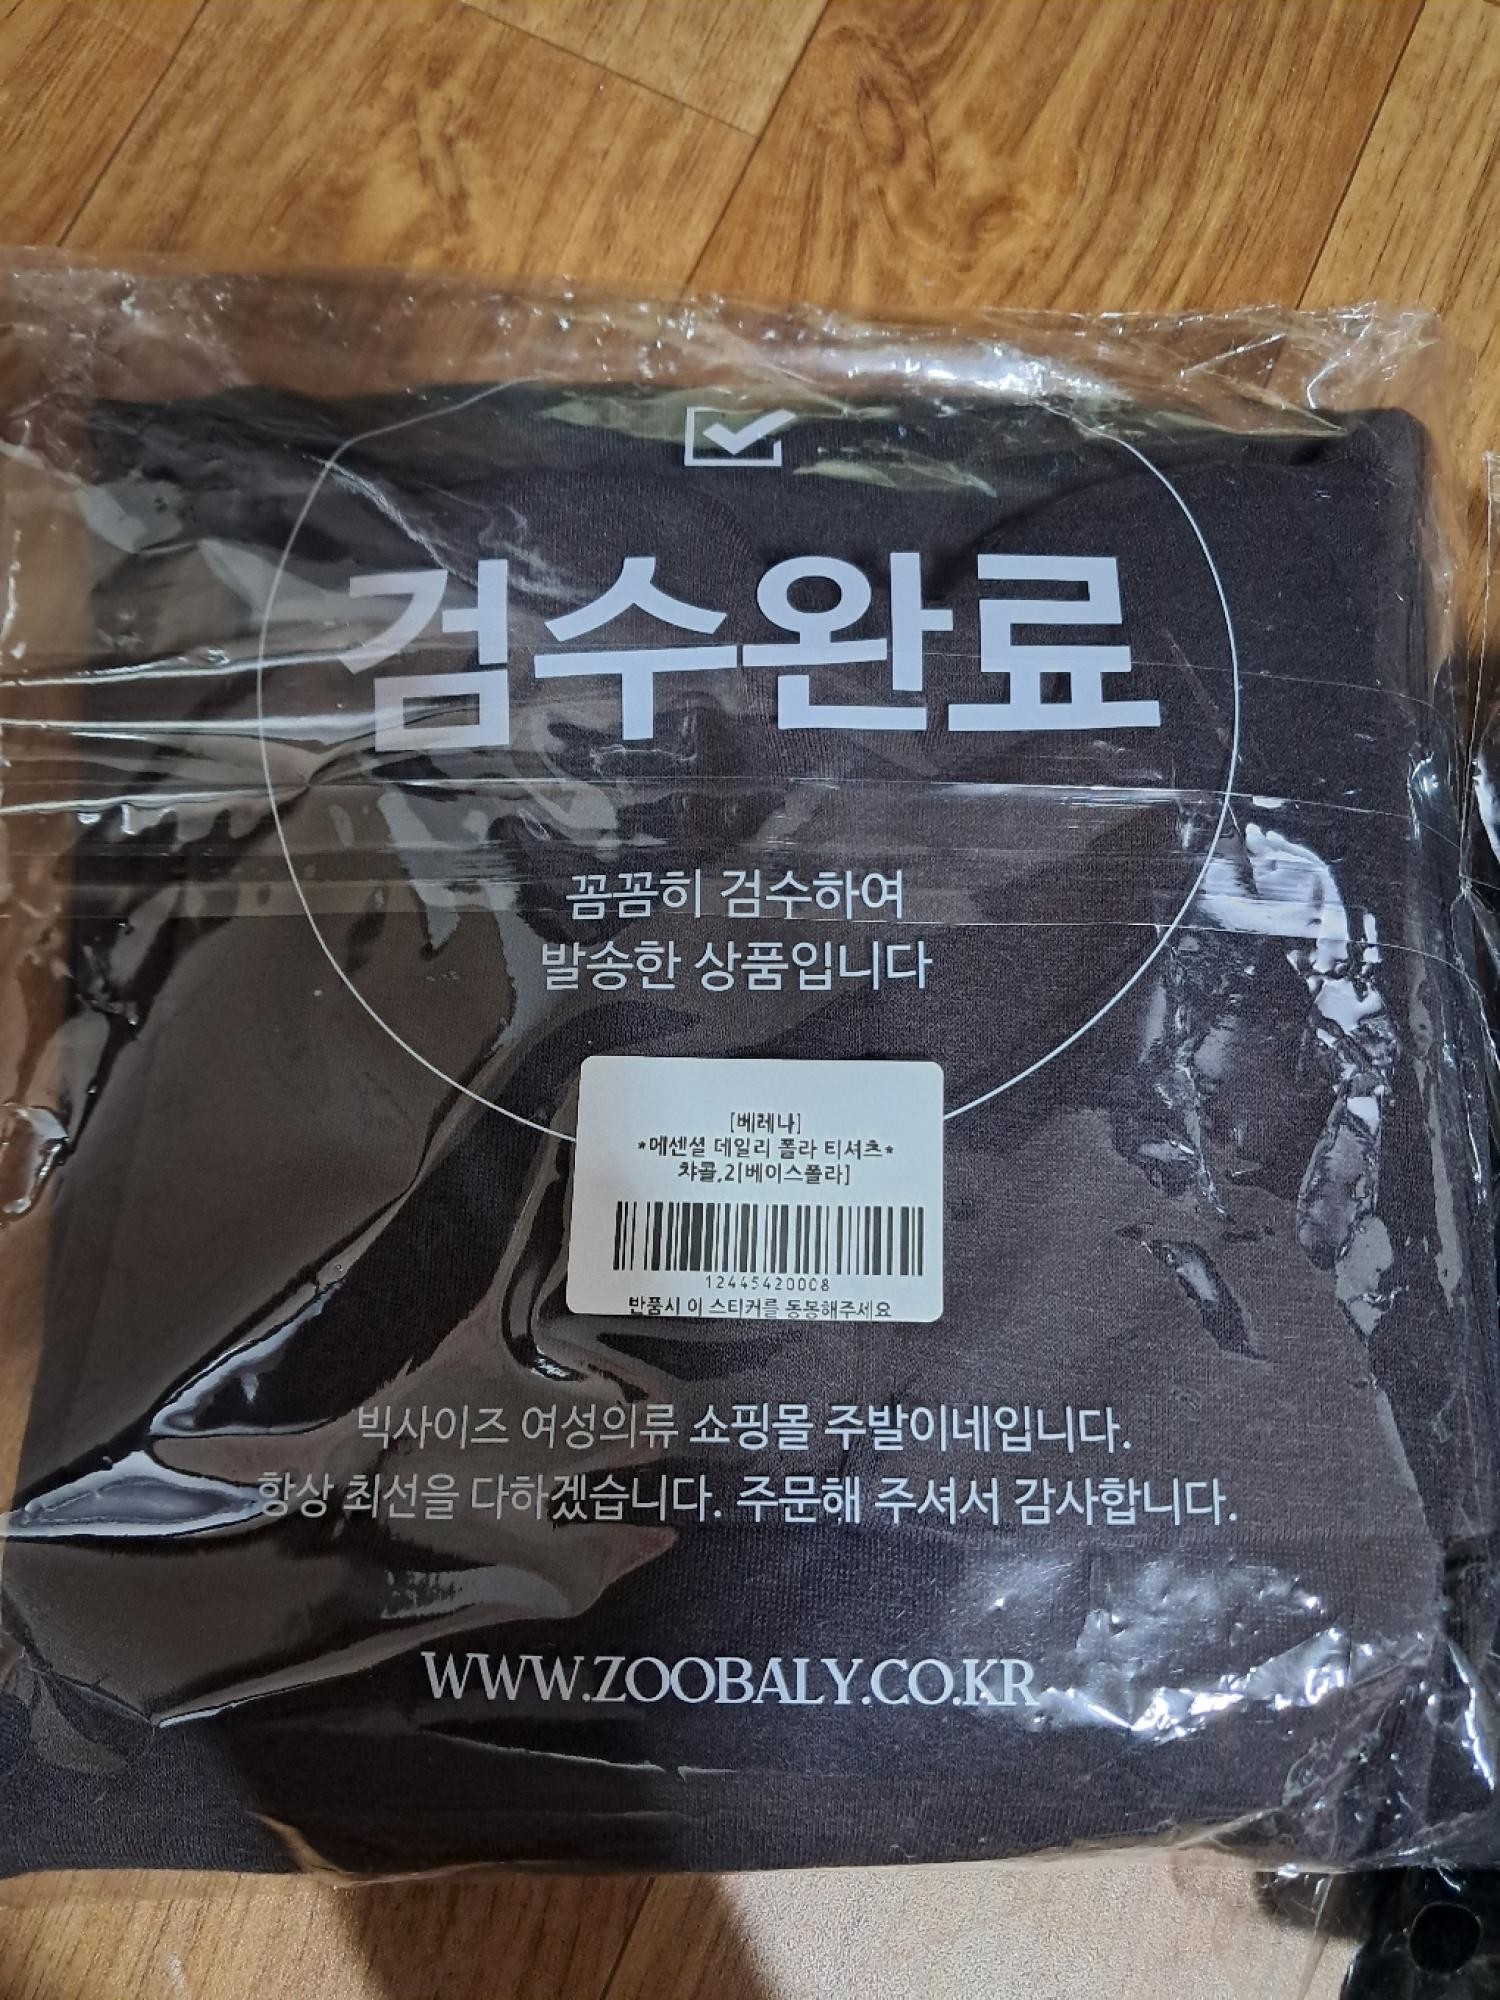 검수완료
꼼꼼히 검수하여
발송한 상품입니다
[베레나]
*에센셜 데일리 폴라 티셔츠*
챠콜,2[베이스폴라]
12445420008
반품시 이 스티커를 동봉해주세요
빅사이즈 여성의류 쇼핑몰 주발이네입니다.
항상 최선을 다하겠습니다. 주문해 주셔서 감사합니다.
WWW.ZOOBALY.CO.KR